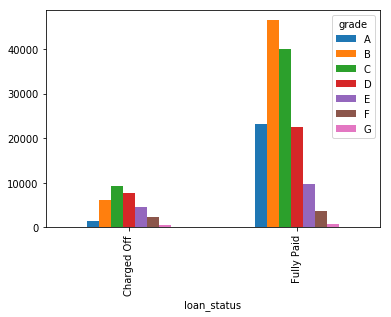 grade
A
B
C
D
E
F
G
40000
30000
20000
10000
0
Charged Off
Fully Paid
loan_status